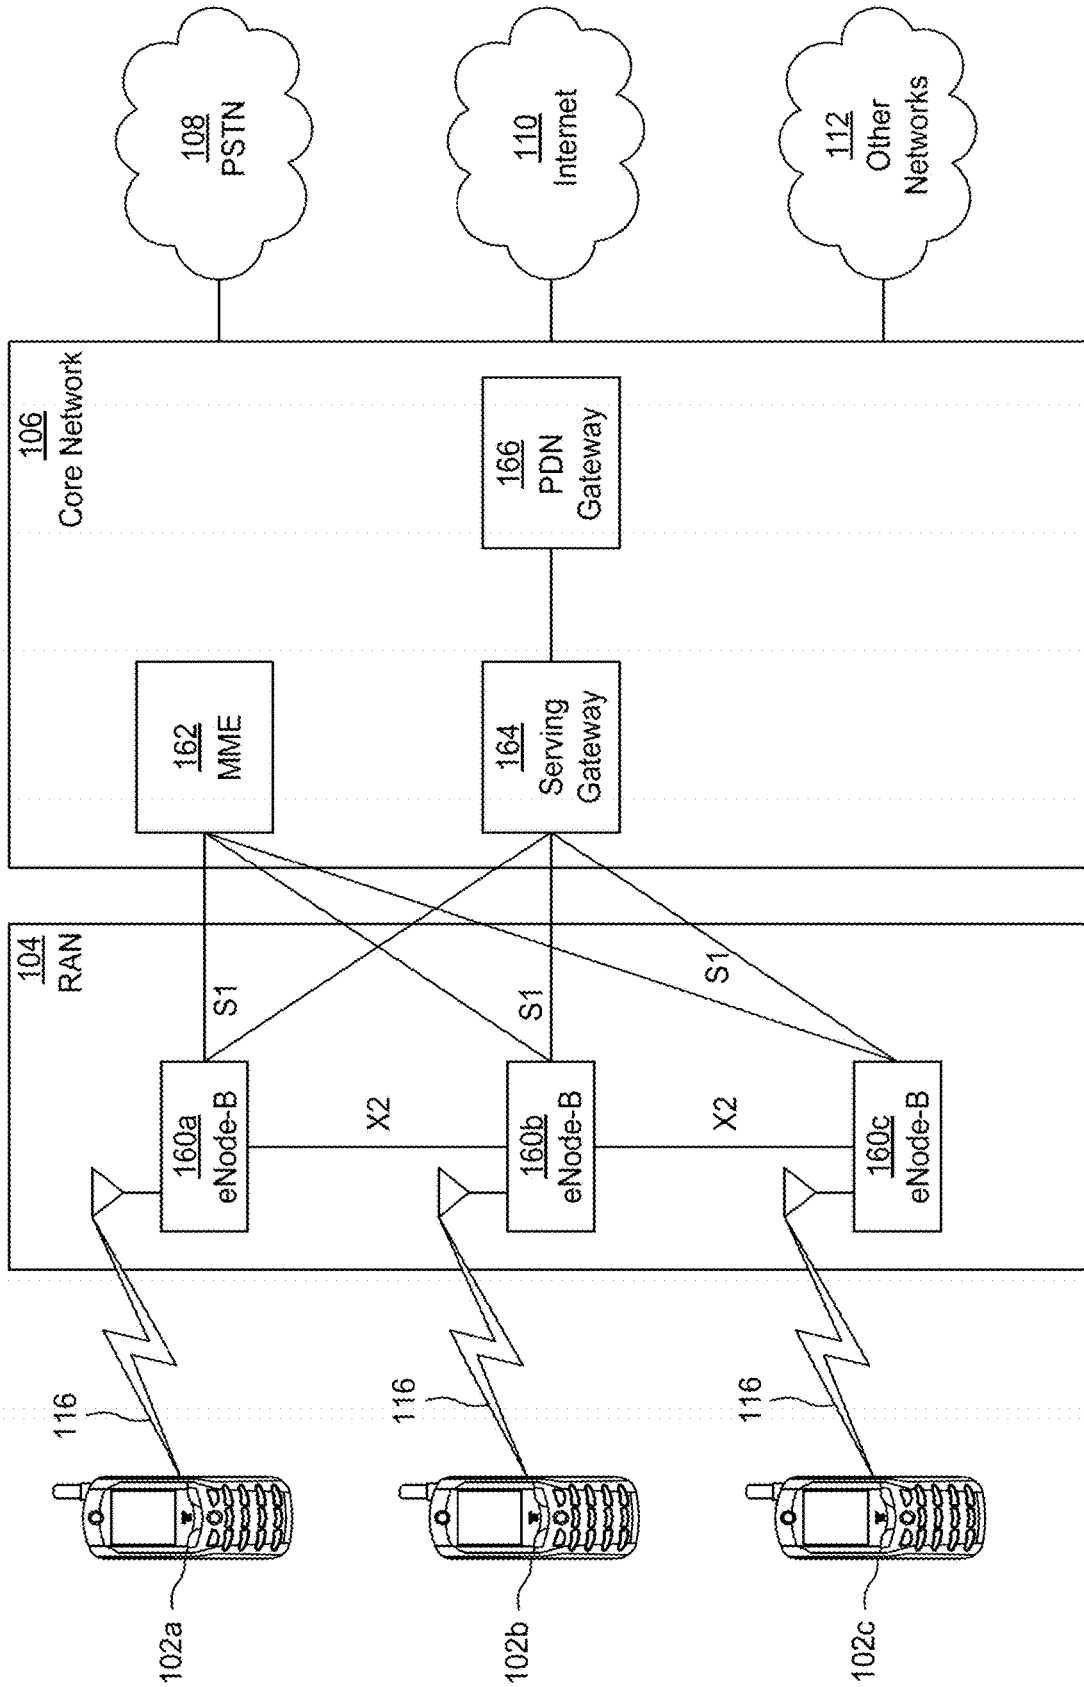 102a
116
102b
116
102c
116
104
RAN
160a
eNode-B
X2
160b
eNode-B
X2
160c
eNode-B
S1
S1
S1
106
Core Network
162
MME
164
Serving
Gateway
166
PDN
Gateway
108
PSTN
110
Internet
112
Other
Networks